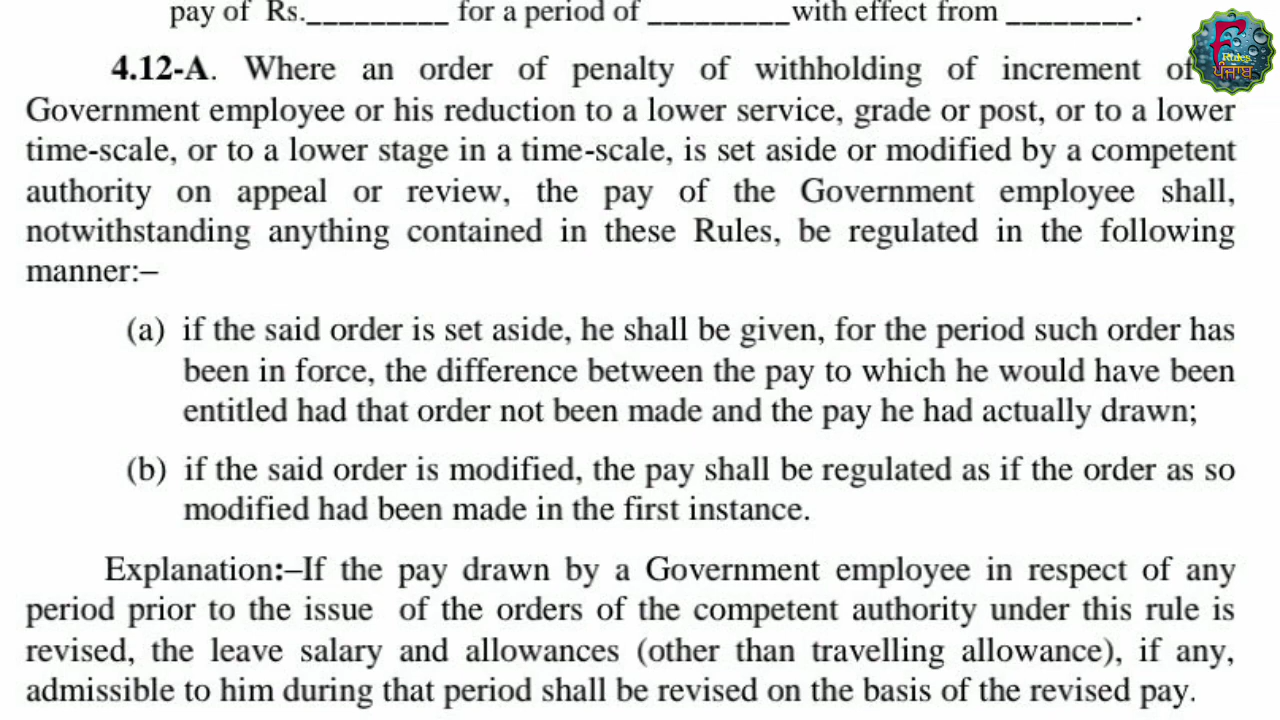 pay of Rs._________ for a period of _________with effect from ________.
4.12-A. Where an order of penalty of withholding of increment of
Government employee or his reduction to a lower service, grade or post, or to a lower
time-scale, or to a lower stage in a time-scale, is set aside or modified by a competent
authority on appeal or review, the pay of the Government employee shall,
notwithstanding anything contained in these Rules, be regulated in the following
manner:–
(a) if the said order is set aside, he shall be given, for the period such order has
been in force, the difference between the pay to which he would have been
entitled had that order not been made and the pay he had actually drawn;
(b) if the said order is modified, the pay shall be regulated as if the order as so
modified had been made in the first instance.
Explanation:–If the pay drawn by a Government employee in respect of any
period prior to the issue of the orders of the competent authority under this rule is
revised, the leave salary and allowances (other than travelling allowance), if any,
admissible to him during that period shall be revised on the basis of the revised pay.
F
Rules
ਪੰਜਾਬ